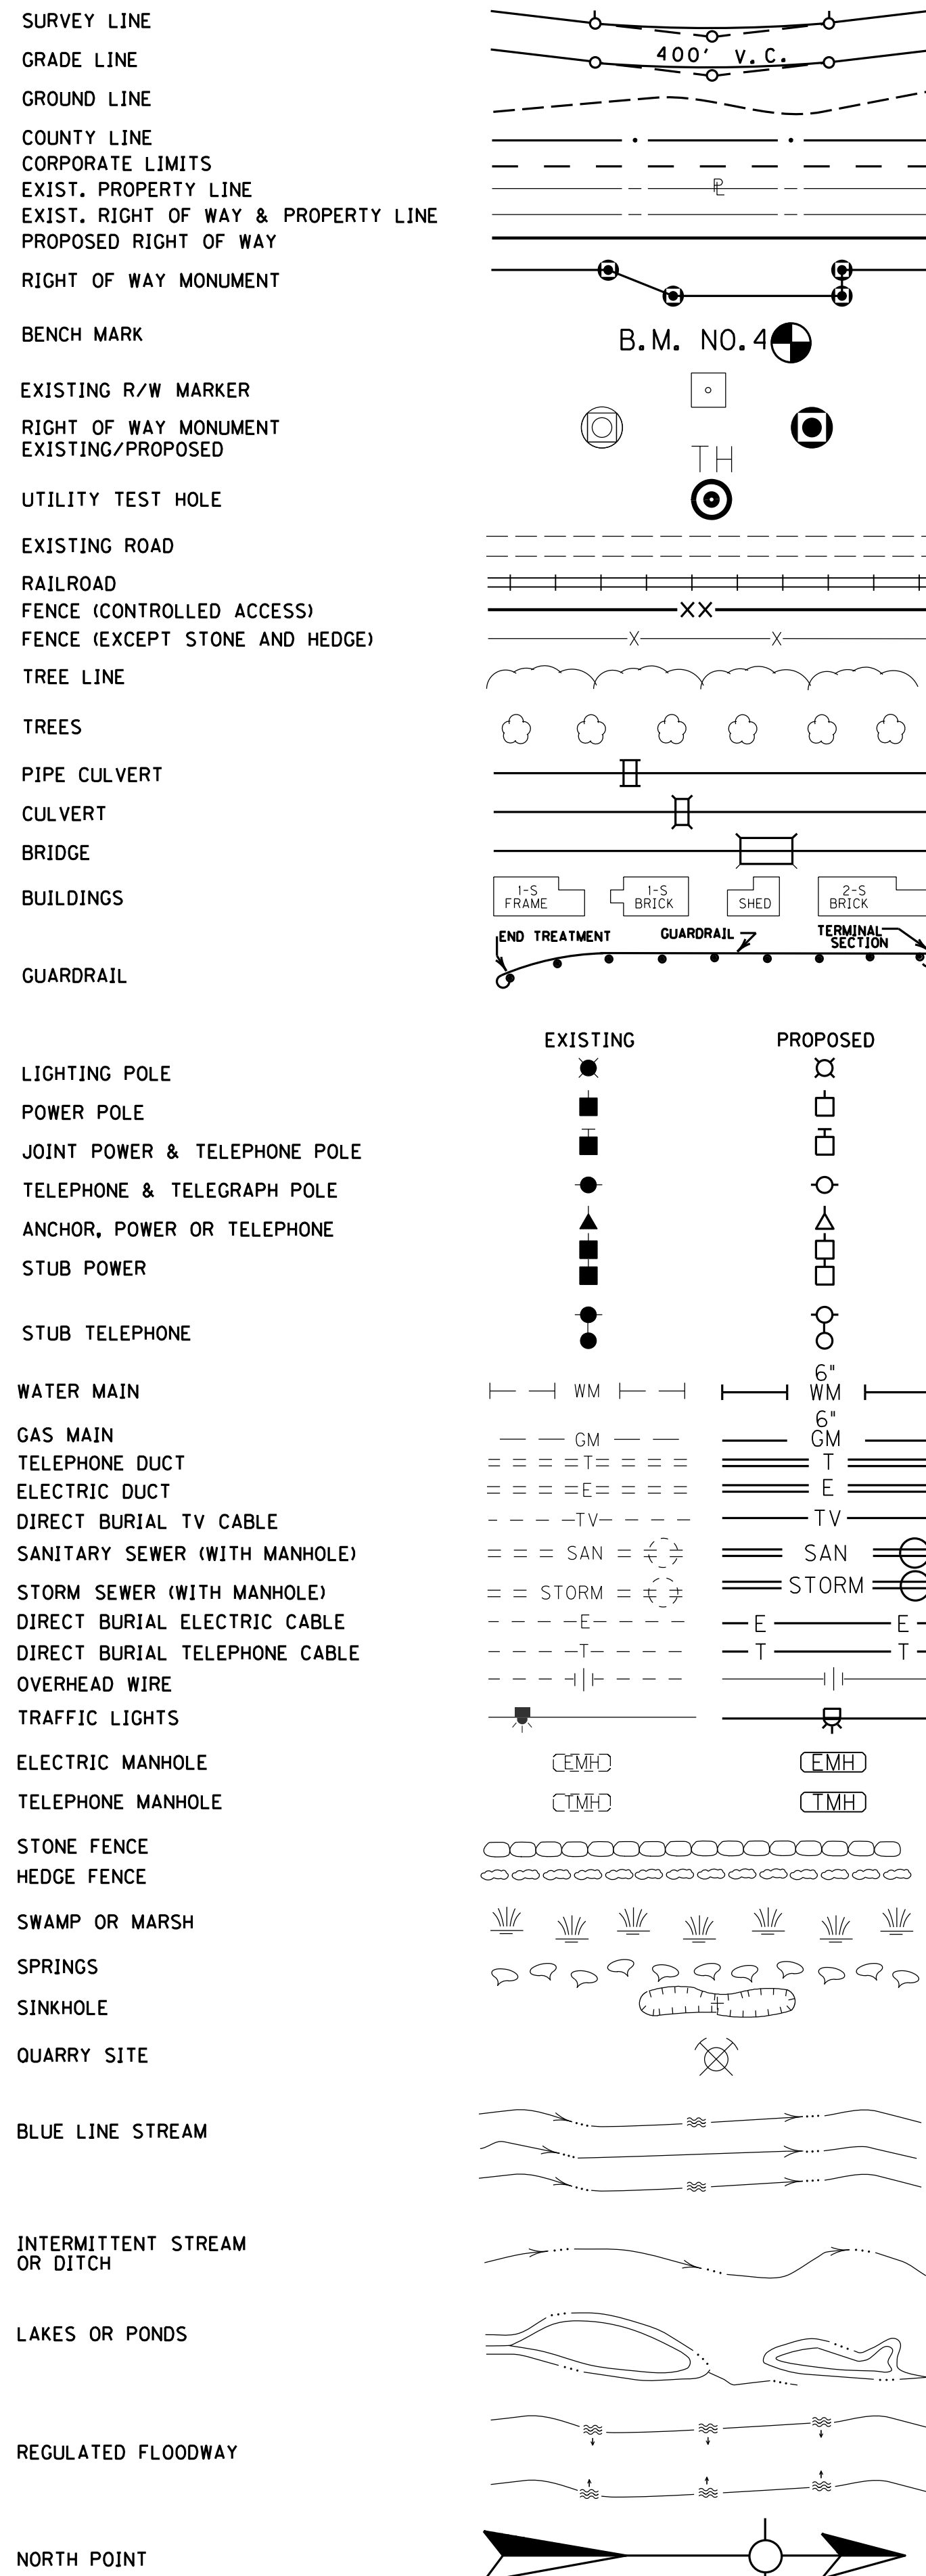 SURVEY LINE
GRADE LINE 400' V.C.
GROUND LINE
COUNTY LINE
CORPORATE LIMITS
EXIST. PROPERTY LINE PL
EXIST. RIGHT OF WAY & PROPERTY LINE
PROPOSED RIGHT OF WAY
RIGHT OF WAY MONUMENT
BENCH MARK B.M. NO.4
EXISTING R/W MARKER
RIGHT OF WAY MONUMENT
EXISTING/PROPOSED
TH
UTILITY TEST HOLE
EXISTING ROAD
RAILROAD
FENCE (CONTROLLED ACCESS) XX
FENCE (EXCEPT STONE AND HEDGE) X X
TREE LINE
TREES
PIPE CULVERT
CULVERT
BRIDGE
BUILDINGS
1-S 1-S 2-S
FRAME BRICK SHED BRICK
END TREATMENT GUARDRAIL TERMINAL
SECTION
GUARDRAIL
EXISTING PROPOSED
LIGHTING POLE
POWER POLE
JOINT POWER & TELEPHONE POLE
TELEPHONE & TELEGRAPH POLE
ANCHOR, POWER OR TELEPHONE
STUB POWER
STUB TELEPHONE
6"
WATER MAIN WM WM
6"
GAS MAIN GM GM
TELEPHONE DUCT T T
ELECTRIC DUCT E E
DIRECT BURIAL TV CABLE TV TV
SANITARY SEWER (WITH MANHOLE) SAN SAN
STORM SEWER (WITH MANHOLE) STORM STORM
DIRECT BURIAL ELECTRIC CABLE E E E
DIRECT BURIAL TELEPHONE CABLE T T T
OVERHEAD WIRE
TRAFFIC LIGHTS
ELECTRIC MANHOLE EMH EMH
TELEPHONE MANHOLE TMH TMH
STONE FENCE
HEDGE FENCE
SWAMP OR MARSH
SPRINGS
SINKHOLE
QUARRY SITE
BLUE LINE STREAM
INTERMITTENT STREAM
OR DITCH
LAKES OR PONDS
REGULATED FLOODWAY
NORTH POINT